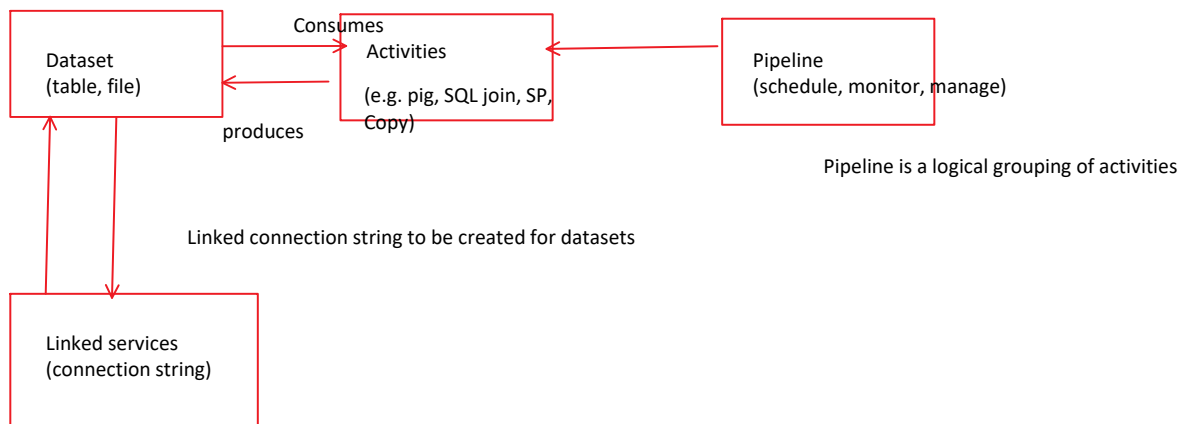 Consumes
Dataset
(table, file)
Activities
(e.g. pig, SQL join, SP,
Copy)
produces
Pipeline
(schedule, monitor, manage)
Pipeline is a logical grouping of activities
Linked connection string to be created for datasets
Linked services
(connection string)